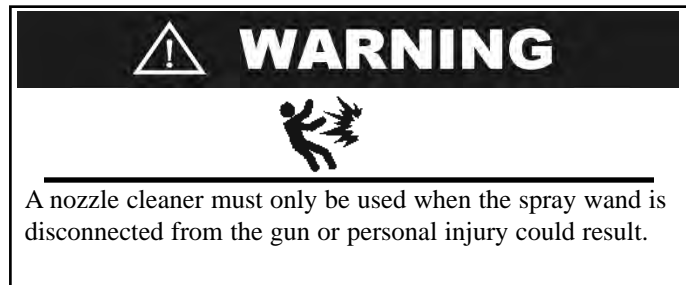 WARNING
A nozzle cleaner must only be used when the spray wand is
disconnected from the gun or personal injury could result.